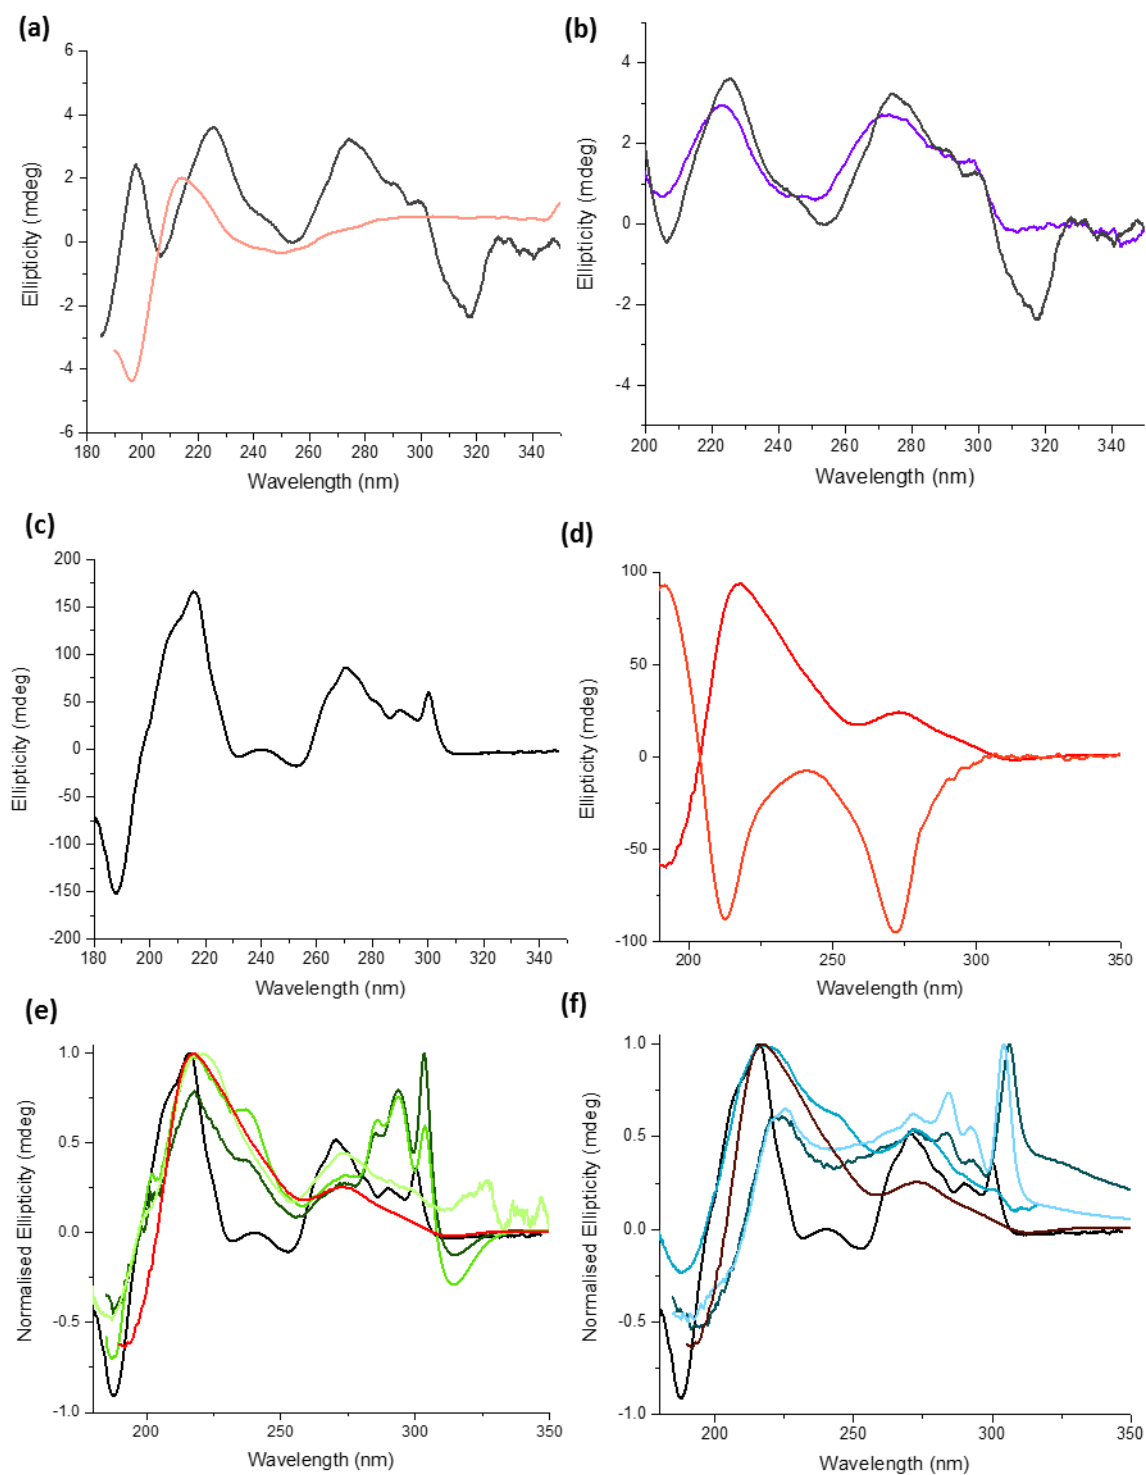 (a)
6
4
2
0
-2
-4
-6
Ellipticity (mdeg)
180 200 220 240 260 280 300 320 340
Wavelength (nm)
(b)
4
2
0
-2
-4
Ellipticity (mdeg)
200 220 240 260 280 300 320 340
Wavelength (nm)
(c)
200
150
100
50
0
-50
-100
-150
-200
Ellipticity (mdeg)
180 200 220 240 260 280 300 320 340
Wavelength (nm)
(d)
100
50
0
-50
-100
Ellipticity (mdeg)
200 250 300 350
Wavelength (nm)
(e)
1.0
0.5
0.0
-0.5
-1.0
Normalised Ellipticity (mdeg)
200 250 300 350
Wavelength (nm)
(f)
1.0
0.5
0.0
-0.5
-1.0
Normalised Ellipticity (mdeg)
200 250 300 350
Wavelength (nm)